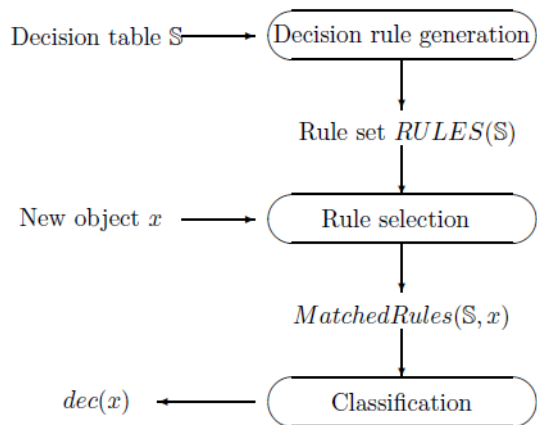 Decision table 𝕊
Decision rule generation
Rule set RULES(𝕊)
New object x
Rule selection
MatchedRules(𝕊, x)
dec(x)
Classification